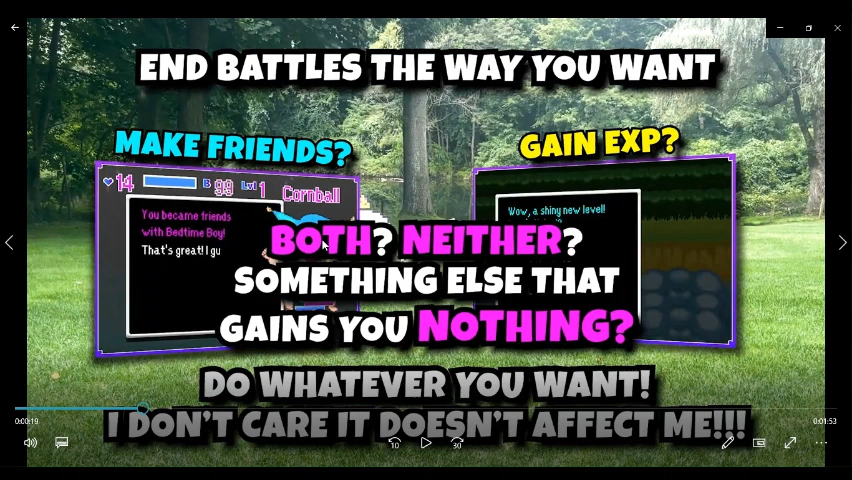 END BATTLES THE WAY YOU WANT
MAKE FRIENDS?
GAIN EXP?
14 B 99 Lvl 1 Cornball
You became friends
with Bedtime Boy!
That's great! I gu
Wow, a shiny new level!
BOTH? NEITHER?
SOMETHING ELSE THAT
GAINS YOU NOTHING?
DO WHATEVER YOU WANT!
I DON'T CARE IT DOESN'T AFFECT ME!!!
0:00:19
0:01:53
10
30